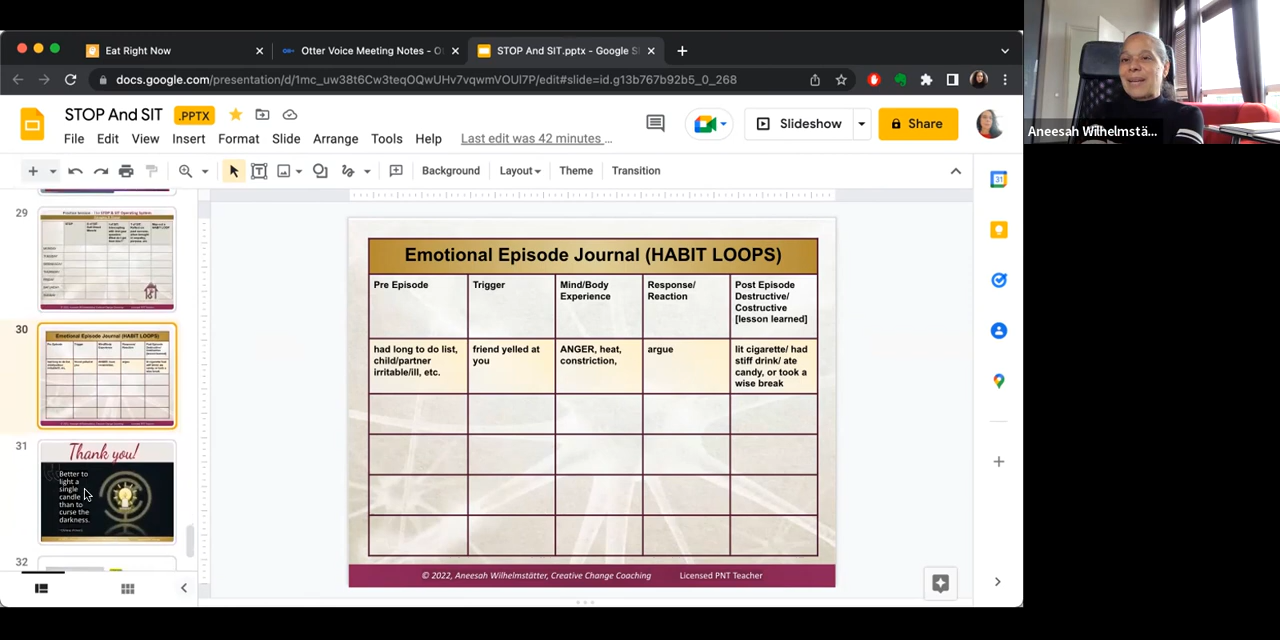 Eat Right Now
Otter Voice Meeting Notes - O
STOP And SIT.pptx - Google S
docs.google.com/presentation/d/1mc_uw38t6Cw3teqOQwUHv7vqwmVOUI7P/edit#slide=id.g13b767b92b5_0_268
STOP And SIT .PPTX
File Edit View Insert Format Arrange Tools Help Last edit was 42 minutes ...
Slideshow
Share
Background Layout Theme Transition
29
30
31
32
Thank you!
Better to
light a
single
candle
than to
curse the
darkness.
Emotional Episode Journal (HABIT LOOPS)
Pre Episode
Trigger
Mind/Body
Experience
Response/
Reaction
Post Episode
Destructive/
Costructive
[lesson learned]
had long to do list,
child/partner
irritable/ill, etc.
friend yelled at
you
ANGER, heat,
constriction,
argue
lit cigarette/ had
stiff drink/ ate
candy, or took a
wise break
© 2022, Aneesah Wilhelmstätter, Creative Change Coaching Licensed PNT Teacher
Aneesah Wilhelmstä...